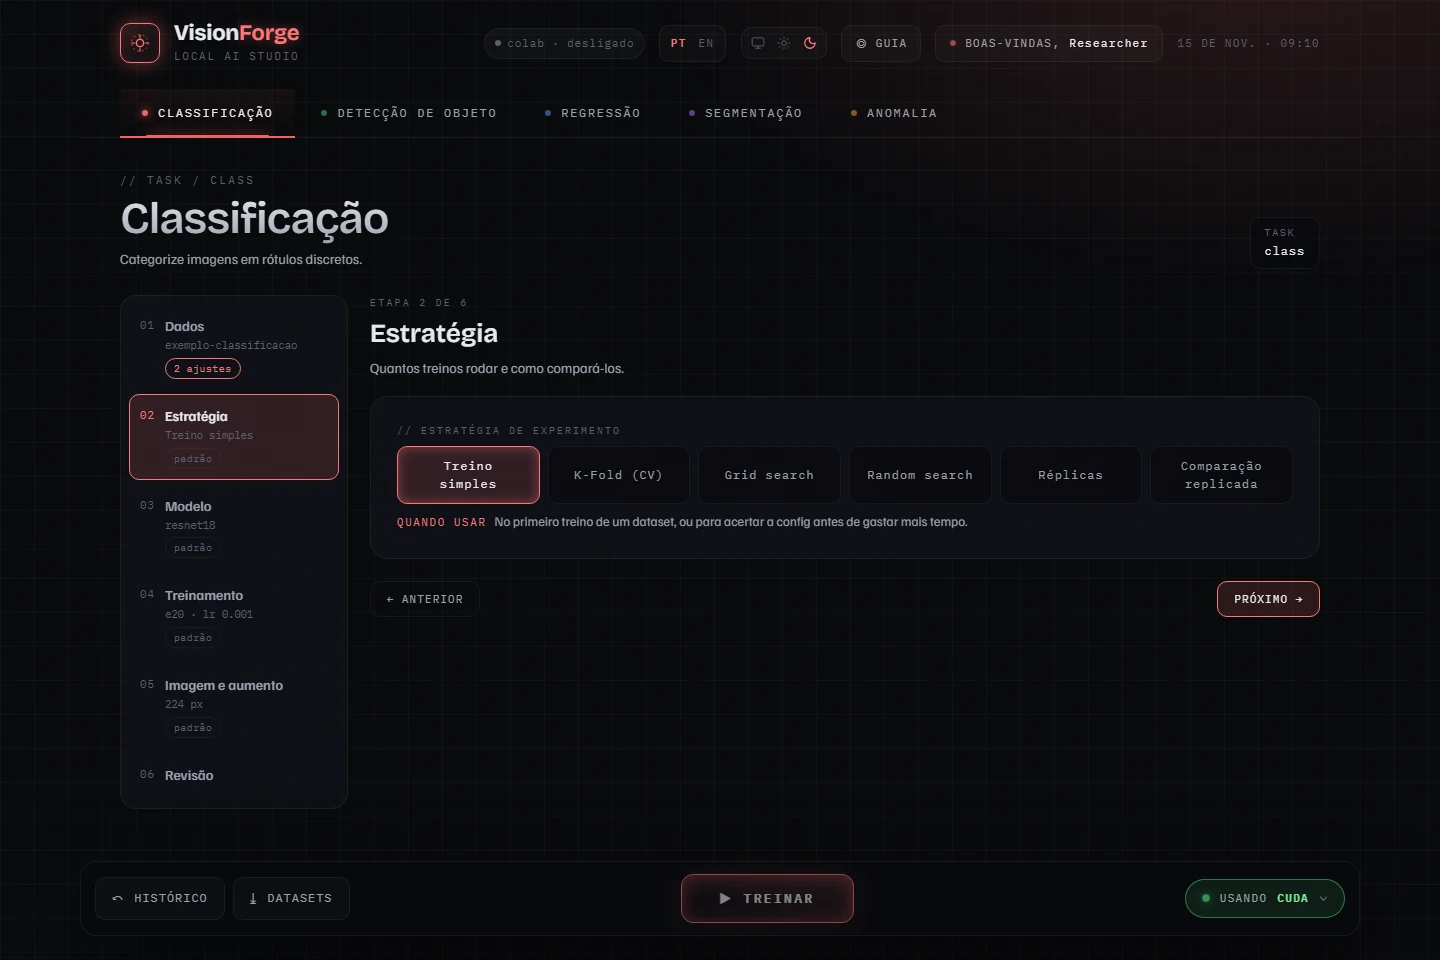 VisionForge
LOCAL AI STUDIO
colab · desligado
PT EN
GUIA
BOAS-VINDAS, Researcher
15 DE NOV. · 09:10
CLASSIFICAÇÃO
DETECÇÃO DE OBJETO
REGRESSÃO
SEGMENTAÇÃO
ANOMALIA
// TASK / CLASS
Classificação
Categorize imagens em rótulos discretos.
TASK
class
01 Dados
exemplo-classificacao
2 ajustes
02 Estratégia
Treino simples
padrão
03 Modelo
resnet18
padrão
04 Treinamento
e20 · lr 0.001
padrão
05 Imagem e aumento
224 px
padrão
06 Revisão
ETAPA 2 DE 6
Estratégia
Quantos treinos rodar e como compará-los.
// ESTRATÉGIA DE EXPERIMENTO
Treino
simples
K-Fold (CV)
Grid search
Random search
Réplicas
Comparação
replicada
QUANDO USAR No primeiro treino de um dataset, ou para acertar a config antes de gastar mais tempo.
← ANTERIOR
PRÓXIMO →
HISTÓRICO
DATASETS
TREINAR
USANDO CUDA